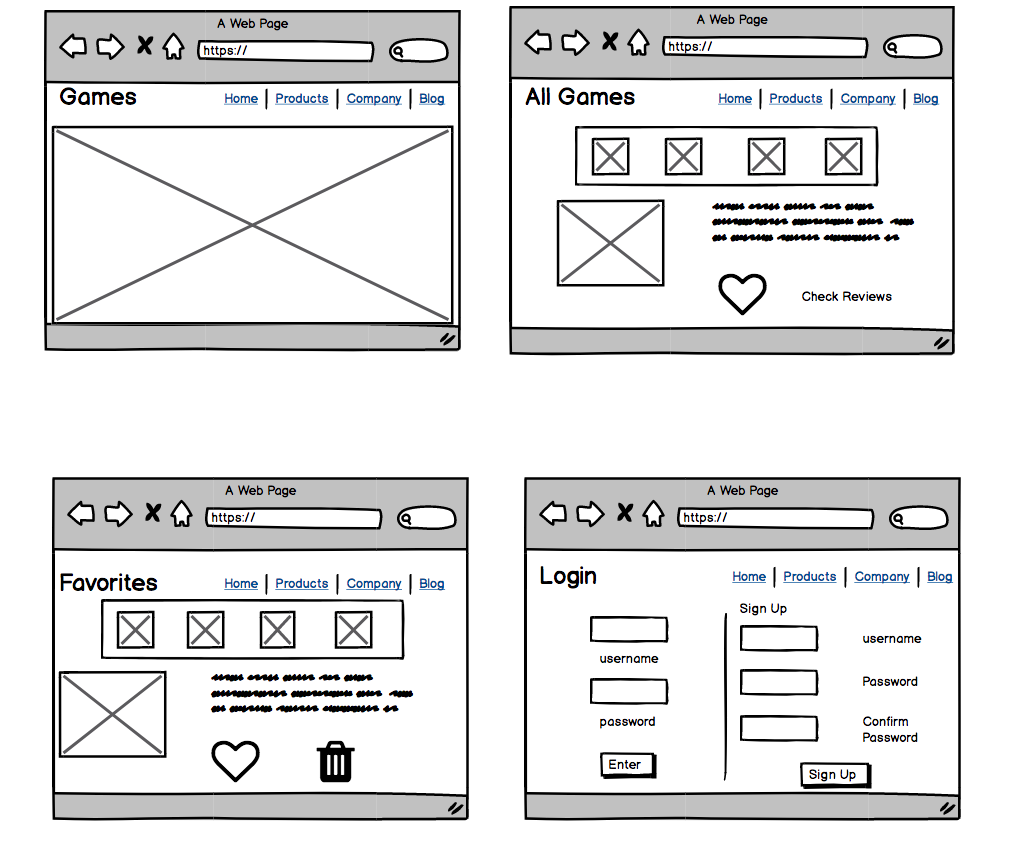 A Web Page
https://
Games
Home | Products | Company | Blog
A Web Page
https://
All Games
Home | Products | Company | Blog
Check Reviews
A Web Page
https://
Favorites
Home | Products | Company | Blog
A Web Page
https://
Login
Home | Products | Company | Blog
username
password
Enter
Sign Up
username
Password
Confirm
Password
Sign Up